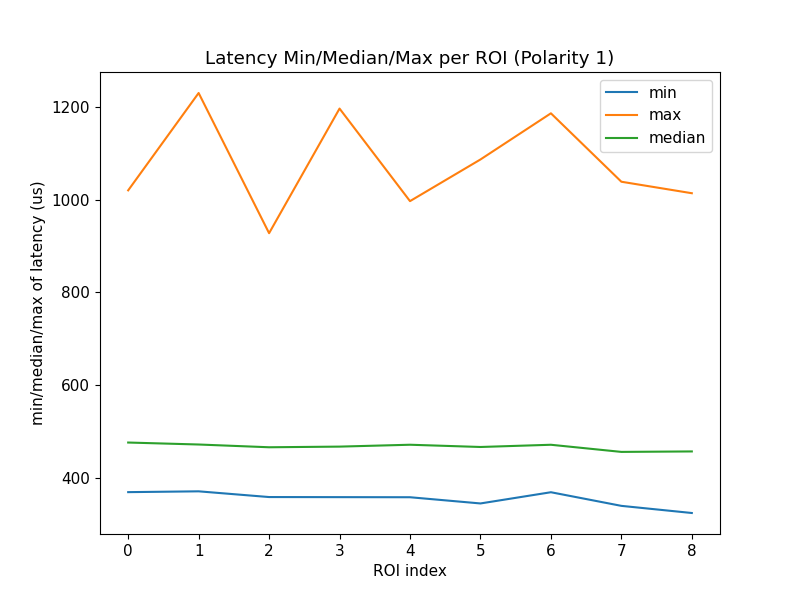 Latency Min/Median/Max per ROI (Polarity 1)
min
max
median
min/median/max of latency (us)
1200
1000
800
600
400
0 1 2 3 4 5 6 7 8
ROI index